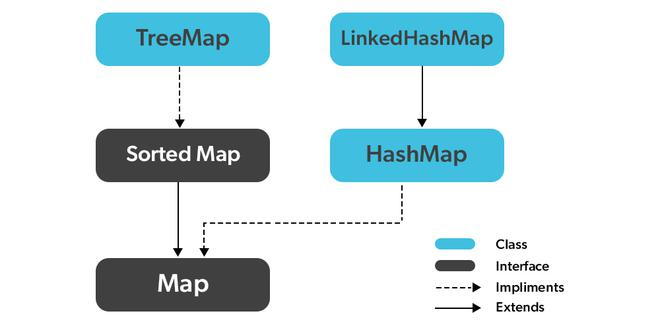 TreeMap
LinkedHashMap
Sorted Map
HashMap
Map
Class
Interface
Impliments
Extends